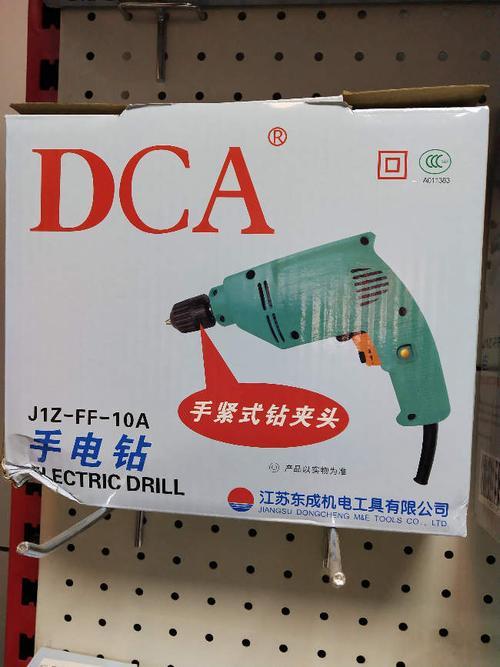 DCA®
CCC
A011383
手紧式钻夹头
J1Z-FF-10A
手电钻
ELECTRIC DRILL
产品以实物为准
江苏东成机电工具有限公司
JIANGSU DONGCHENG M&E TOOLS CO., LTD.